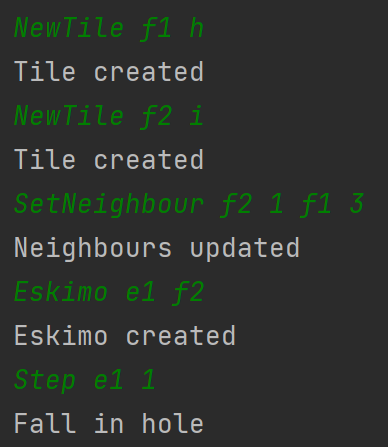 NewTile f1 h
Tile created
NewTile f2 i
Tile created
SetNeighbour f2 1 f1 3
Neighbours updated
Eskimo e1 f2
Eskimo created
Step e1 1
Fall in hole